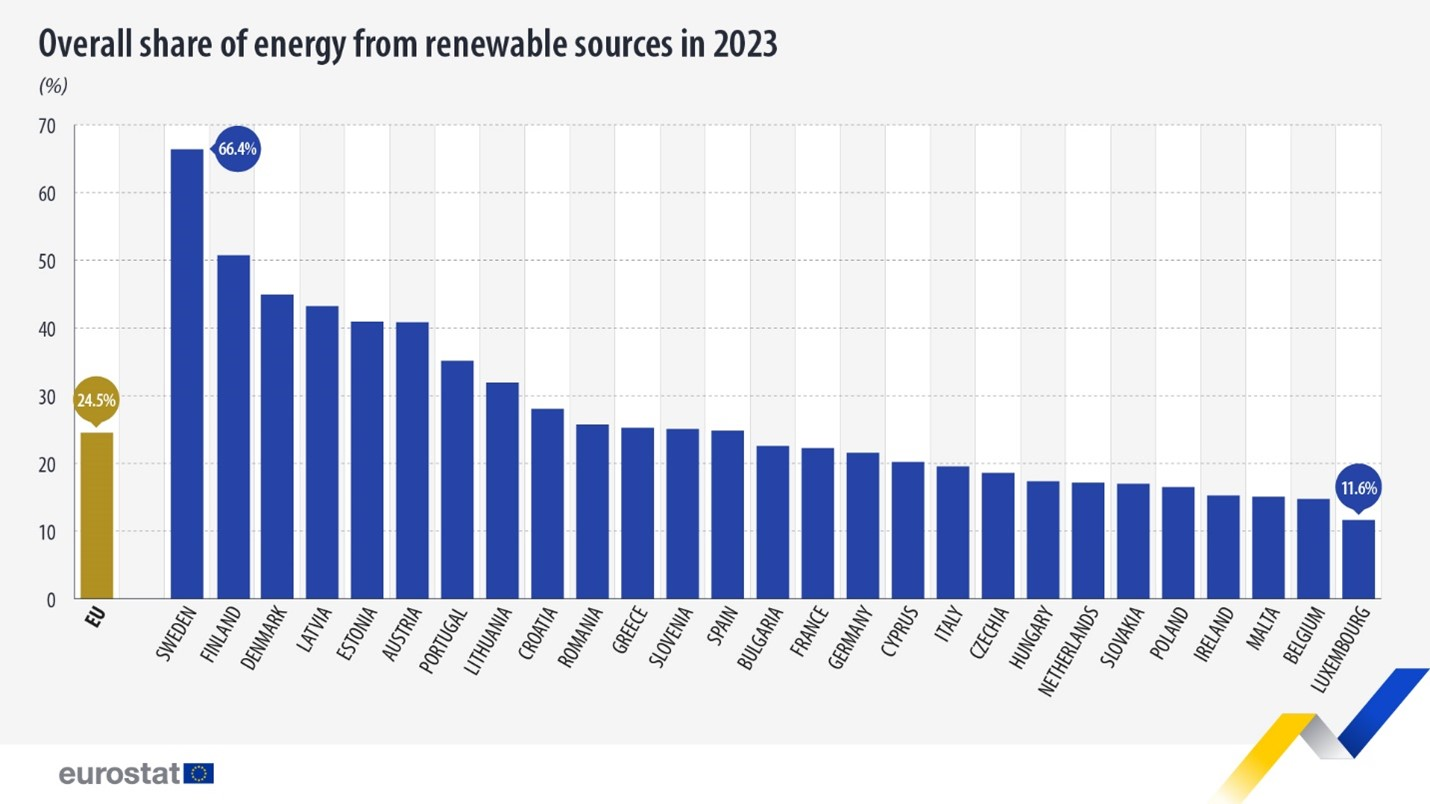 Overall share of energy from renewable sources in 2023
(%)
70
60
50
40
30
20
10
0
66.4%
24.5%
11.6%
EU
SWEDEN
FINLAND
DENMARK
LATVIA
ESTONIA
AUSTRIA
PORTUGAL
LITHUANIA
CROATIA
ROMANIA
GREECE
SLOVENIA
SPAIN
BULGARIA
FRANCE
GERMANY
CYPRUS
ITALY
CZECHIA
HUNGARY
NETHERLANDS
SLOVAKIA
POLAND
IRELAND
MALTA
BELGIUM
LUXEMBOURG
eurostat